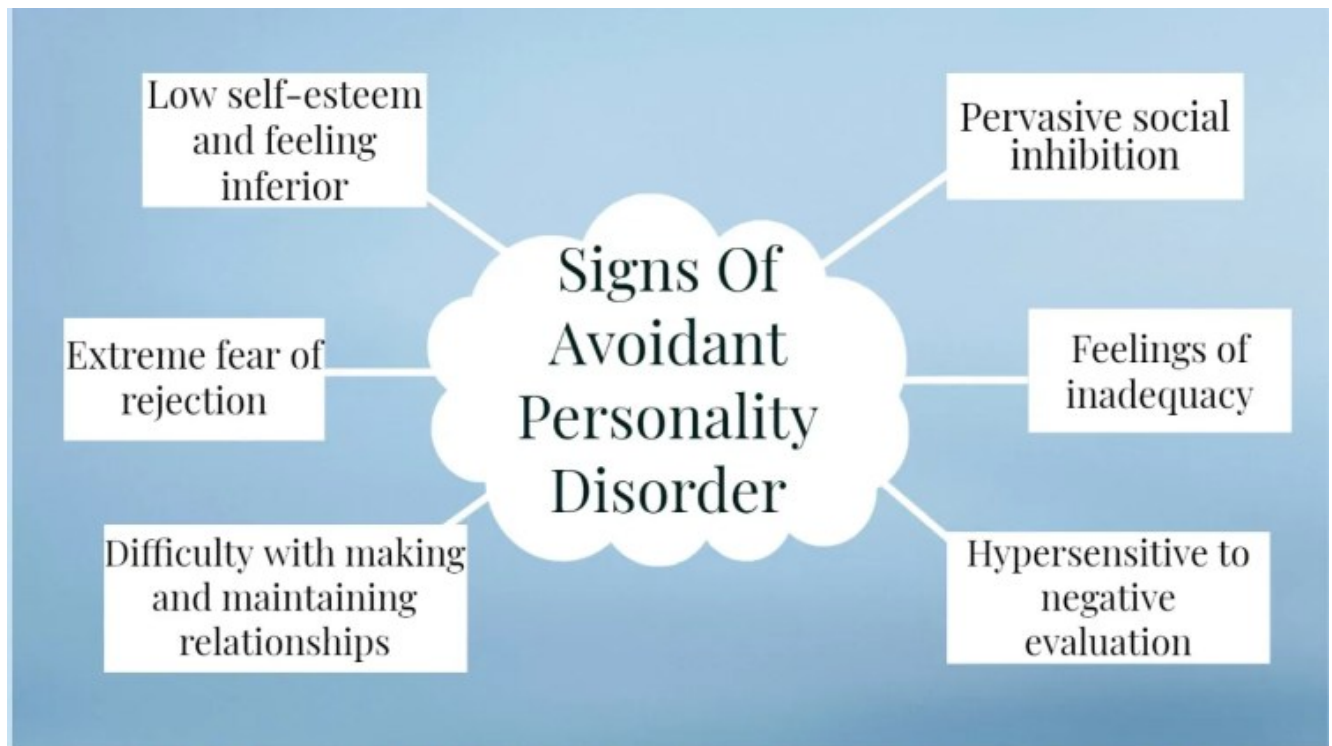 Low self-esteem
and feeling
inferior
Pervasive social
inhibition
Signs Of
Avoidant
Personality
Disorder
Extreme fear of
rejection
Feelings of
inadequacy
Difficulty with making
and maintaining
relationships
Hypersensitive to
negative
evaluation